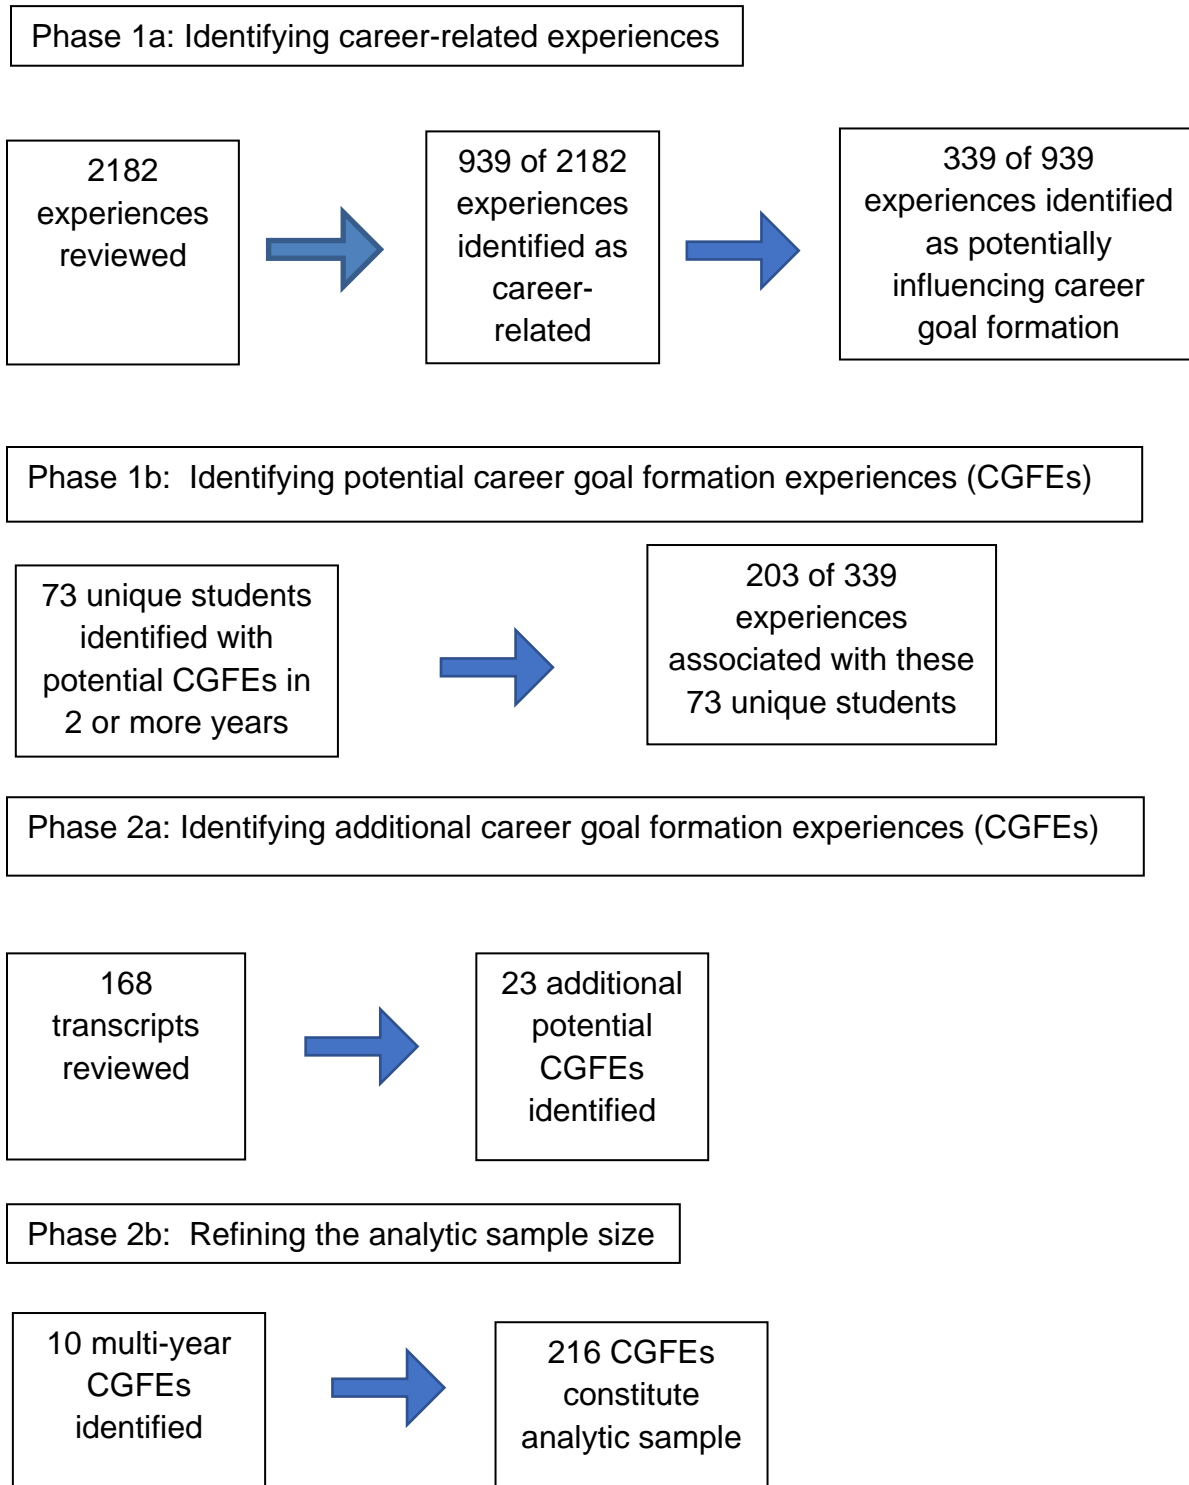 Phase 1a: Identifying career-related experiences
2182
experiences
reviewed
939 of 2182
experiences
identified as
career-
related
339 of 939
experiences identified
as potentially
influencing career
goal formation
Phase 1b:  Identifying potential career goal formation experiences (CGFEs)
73 unique students
identified with
potential CGFEs in
2 or more years
203 of 339
experiences
associated with these
73 unique students
Phase 2a: Identifying additional career goal formation experiences (CGFEs)
168
transcripts
reviewed
23 additional
potential
CGFEs
identified
Phase 2b:  Refining the analytic sample size
10 multi-year
CGFEs
identified
216 CGFEs
constitute
analytic sample